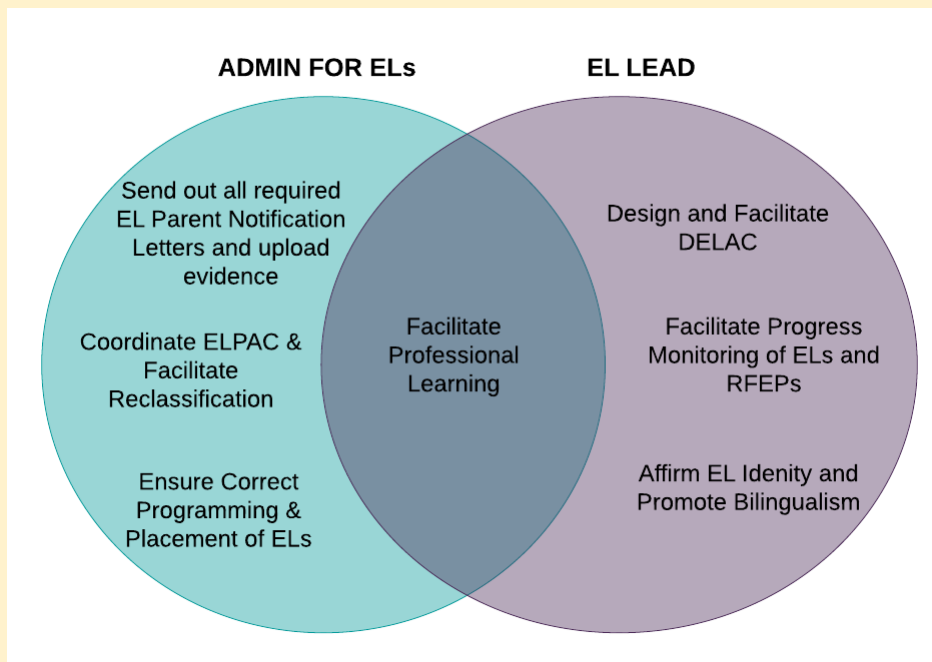 ADMIN FOR ELs
EL LEAD
Send out all required
EL Parent Notification
Letters and upload
evidence
Coordinate ELPAC &
Facilitate
Reclassification
Ensure Correct
Programming &
Placement of ELs
Facilitate
Professional
Learning
Design and Facilitate
DELAC
Facilitate Progress
Monitoring of ELs and
RFEPs
Affirm EL Idenity and
Promote Bilingualism